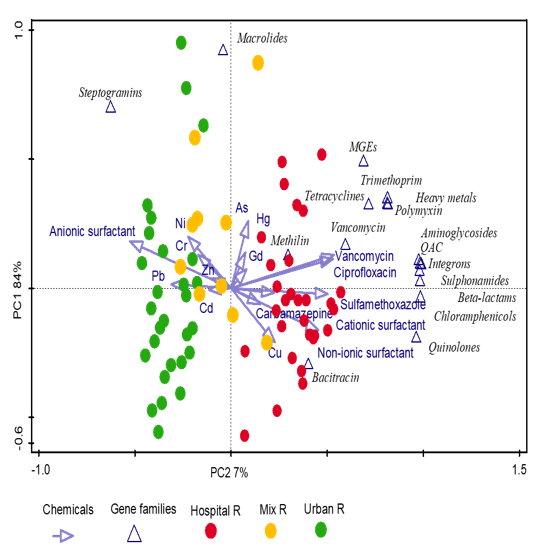 1.0
Macrolides
Steptogramins
MGEs
Trimethoprim
Tetracyclines
Heavy metals
Polymyxin
As
Hg
Ni
Anionic surfactant
Vancomycin
Aminoglycosides
Methilin
QAC
Cr
Gd
Vancomycin
Integrons
Zh
Ciprofloxacin
Pb
Sulphonamides
PC1 84%
Cd
Sulfamethoxazole
Beta-lactams
Carbamazepine
Chloramphenicols
Cationic surfactant
Cu
Non-ionic surfactant
Quinolones
Bacitracin
-0.6
-1.0
PC2 7%
1.5
Chemicals
Gene families
Hospital R
Mix R
Urban R